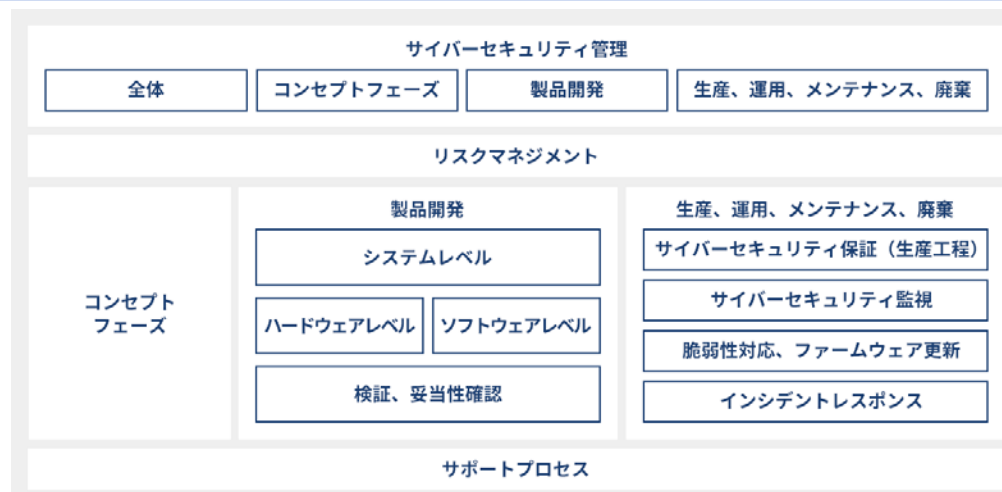 サイバーセキュリティ管理
全体
コンセプトフェーズ
製品開発
生産、運用、メンテナンス、廃棄
リスクマネジメント
コンセプト
フェーズ
製品開発
システムレベル
ハードウェアレベル
ソフトウェアレベル
検証、妥当性確認
生産、運用、メンテナンス、廃棄
サイバーセキュリティ保証（生産工程）
サイバーセキュリティ監視
脆弱性対応、ファームウェア更新
インシデントレスポンス
サポートプロセス